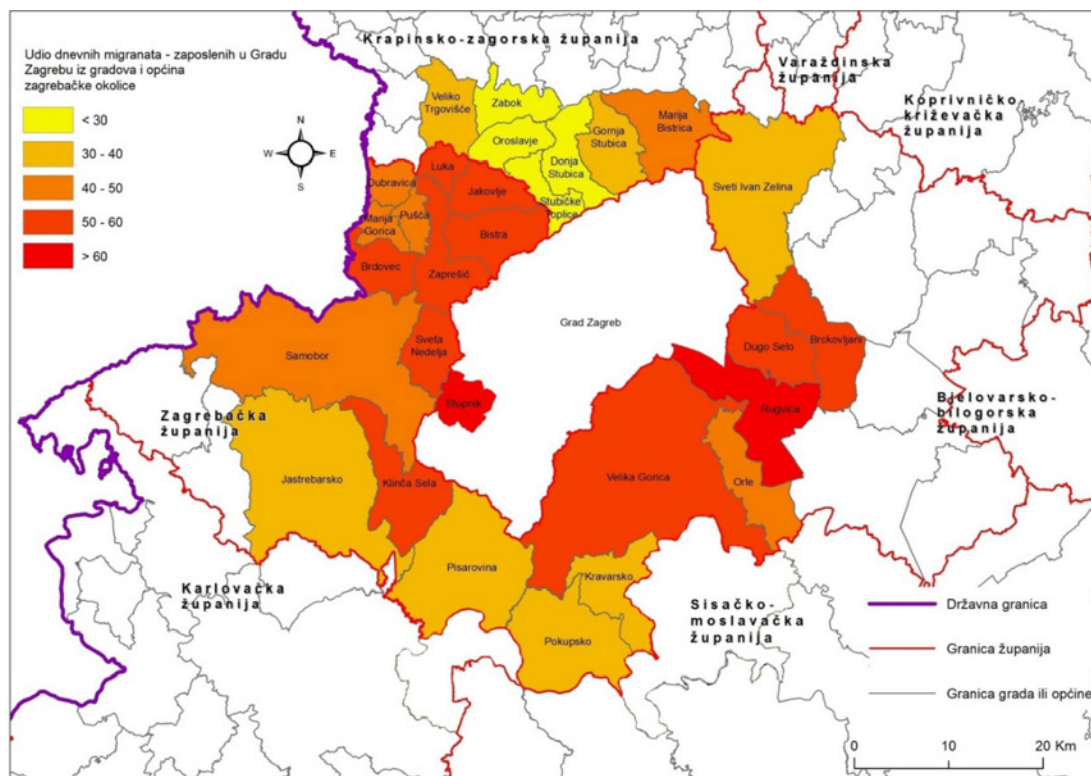 Udio dnevnih migranata - zaposlenih u Gradu
Zagrebu iz gradova i općina
zagrebačke okolice
< 30
30 - 40
40 - 50
50 - 60
> 60
N
W
E
S
Krapinsko-zagorska županija
Varaždinska
županija
Koprivničko
križevačka
županija
Veliko
Trgovišće
Zabok
Oroslavje
Donja
Stubica
Gornja
Stubica
Marija
Bistrica
Stubičke
Toplice
Sveti Ivan Zelina
Luka
Dubravica
Jakovlje
Marija
Gorica
Pušća
Bistra
Brdovec
Zaprešić
Grad Zagreb
Samobor
Sveta
Nedelja
Stupnik
Dugo Selo
Brckovljani
Rugvica
Zagrebačka
županija
Bjelovarsko-
bilogorska
županija
Jastrebarsko
Klinča Sela
Velika Gorica
Orle
Pisarovina
Kravarsko
Pokupsko
Karlovačka
županija
Sisačko-
moslavačka
županija
Državna granica
Granica županija
Granica grada ili općine
0 10 20 Km